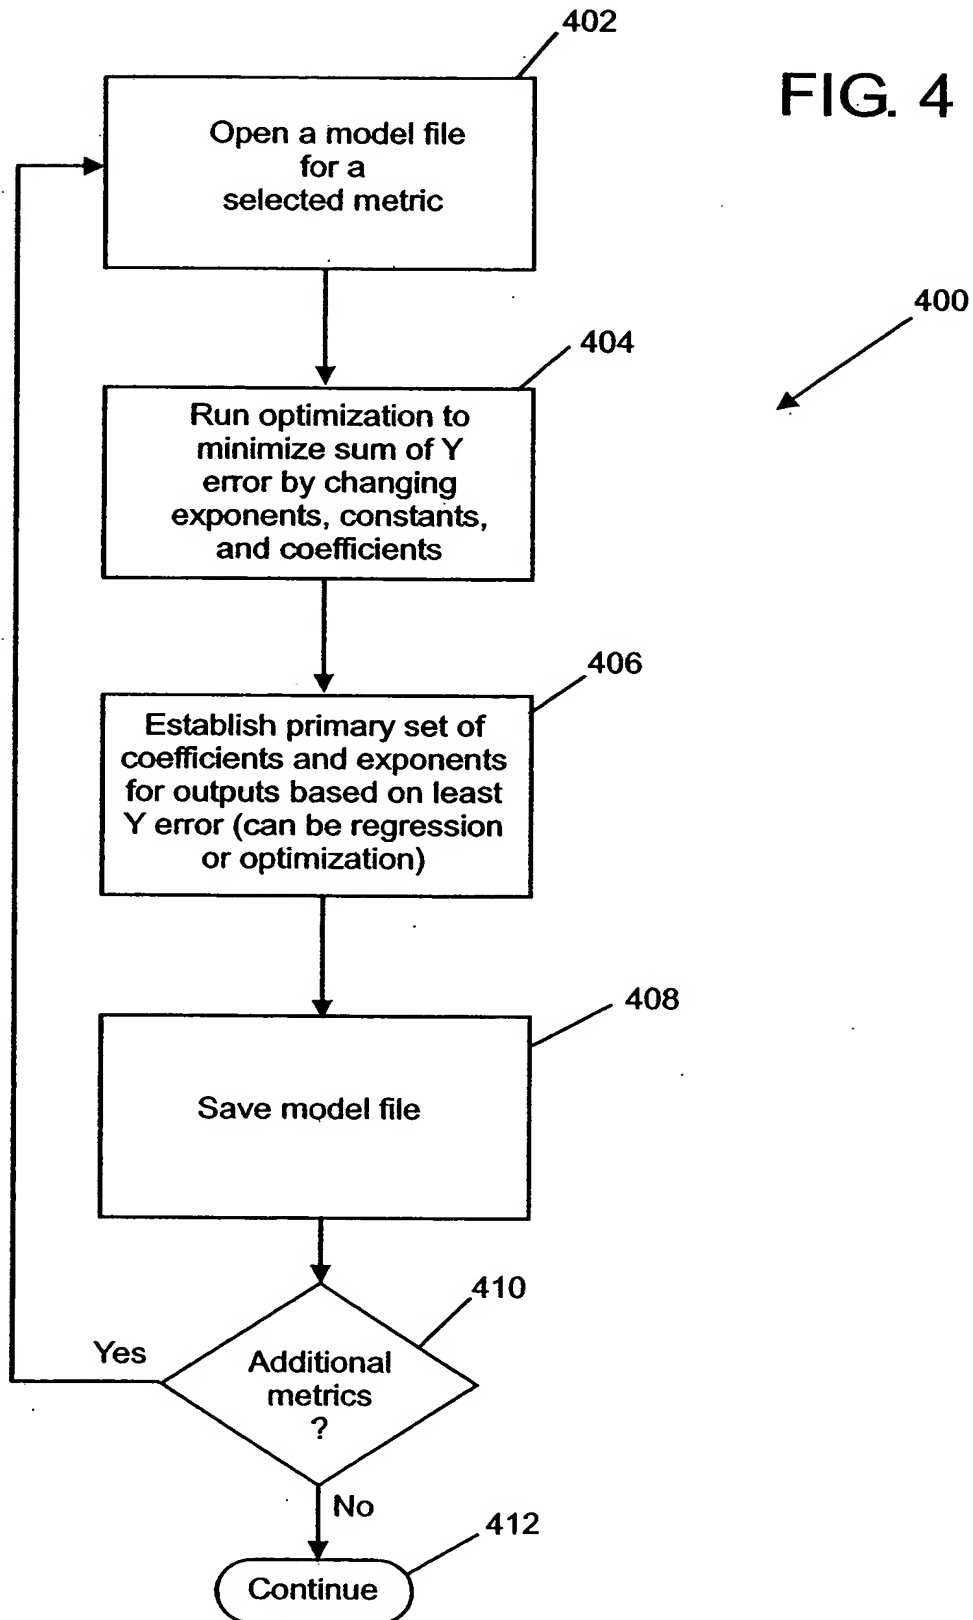 402
FIG. 4
Open a model file
for a
selected metric
400
404
Run optimization to
minimize sum of Y
error by changing
exponents, constants,
and coefficients
406
Establish primary set of
coefficients and exponents
for outputs based on least
Y error (can be regression
or optimization)
408
Save model file
410
Yes
Additional
metrics
?
No
412
Continue